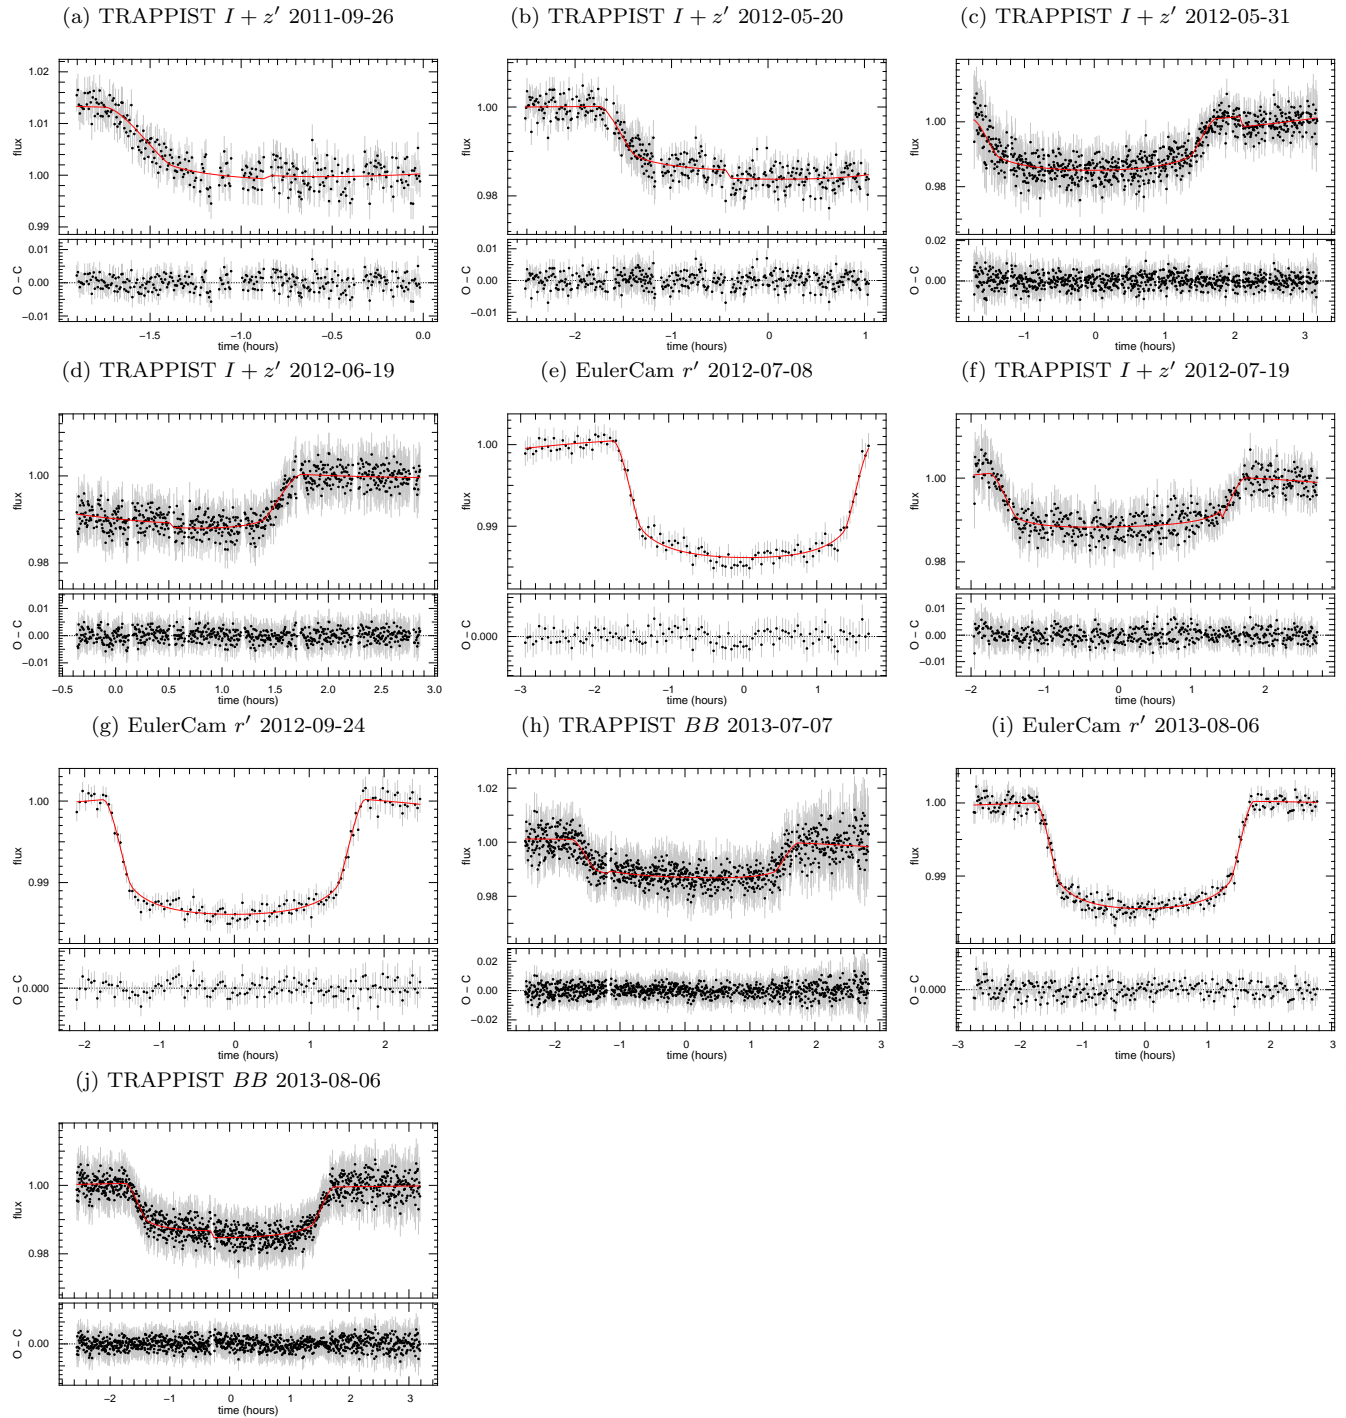 (a) TRAPPIST I + z′ 2011-09-26
(b) TRAPPIST I + z′ 2012-05-20
(c) TRAPPIST I + z′ 2012-05-31
1.02
1.01
1.00
0.99
flux
0.01
0.00
−0.01
O − C
−1.5
−1.0
−0.5
0.0
time (hours)
1.00
0.98
flux
0.01
0.00
−0.01
O − C
−2
−1
0
1
time (hours)
1.00
0.98
flux
0.02
0.00
O − C
−1
0
1
2
3
time (hours)
(d) TRAPPIST I + z′ 2012-06-19
(e) EulerCam r′ 2012-07-08
(f) TRAPPIST I + z′ 2012-07-19
1.00
0.98
flux
0.01
0.00
−0.01
O − C
−0.5
0.0
0.5
1.0
1.5
2.0
2.5
3.0
time (hours)
1.00
0.99
flux
0.000
O − C
−3
−2
−1
0
1
time (hours)
1.00
0.98
flux
0.01
0.00
−0.01
O − C
−2
−1
0
1
2
time (hours)
(g) EulerCam r′ 2012-09-24
(h) TRAPPIST BB 2013-07-07
(i) EulerCam r′ 2013-08-06
1.00
0.99
flux
0.000
O − C
−2
−1
0
1
2
time (hours)
1.02
1.00
0.98
flux
0.02
0.00
−0.02
O − C
−2
−1
0
1
2
3
time (hours)
1.00
0.99
flux
0.000
O − C
−3
−2
−1
0
1
2
3
time (hours)
(j) TRAPPIST BB 2013-08-06
1.00
0.98
flux
0.00
O − C
−2
−1
0
1
2
3
time (hours)